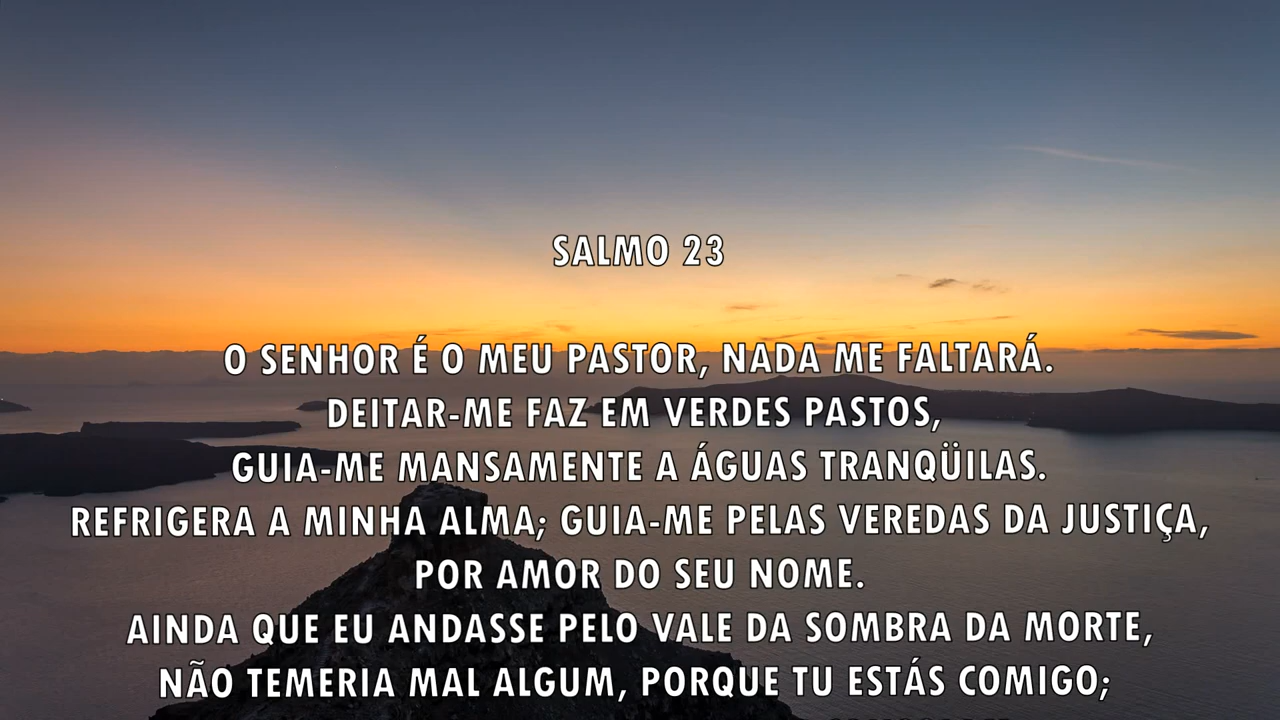 SALMO 23
O SENHOR É O MEU PASTOR, NADA ME FALTARÁ.
DEITAR-ME FAZ EM VERDES PASTOS,
GUIA-ME MANSAMENTE A ÁGUAS TRANQÜILAS.
REFRIGERA A MINHA ALMA; GUIA-ME PELAS VEREDAS DA JUSTIÇA,
POR AMOR DO SEU NOME.
AINDA QUE EU ANDASSE PELO VALE DA SOMBRA DA MORTE,
NÃO TEMERIA MAL ALGUM, PORQUE TU ESTÁS COMIGO;